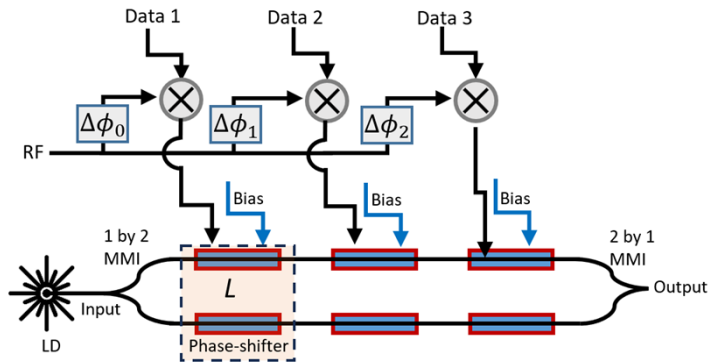 Data 1
Data 2
Data 3
Δϕ₀
Δϕ₁
Δϕ₂
RF
Bias
Bias
Bias
1 by 2
MMI
2 by 1
MMI
L
Input
Output
LD
Phase-shifter